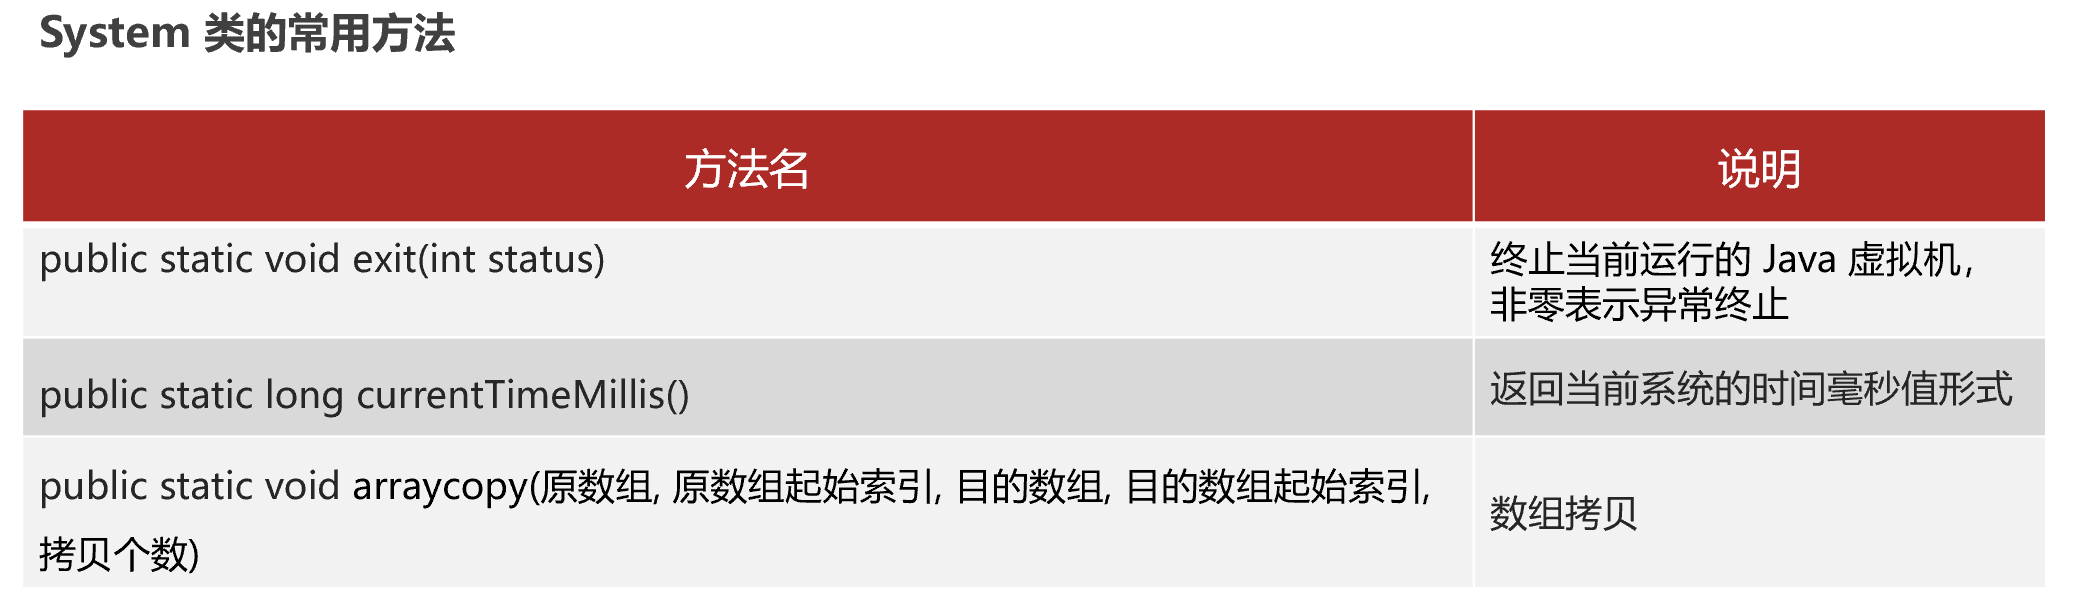 System 类的常用方法
方法名
说明
public static void exit(int status)
终止当前运行的 Java 虚拟机，
非零表示异常终止
public static long currentTimeMillis()
返回当前系统的时间毫秒值形式
public static void arraycopy(原数组, 原数组起始索引, 目的数组, 目的数组起始索引,
拷贝个数)
数组拷贝